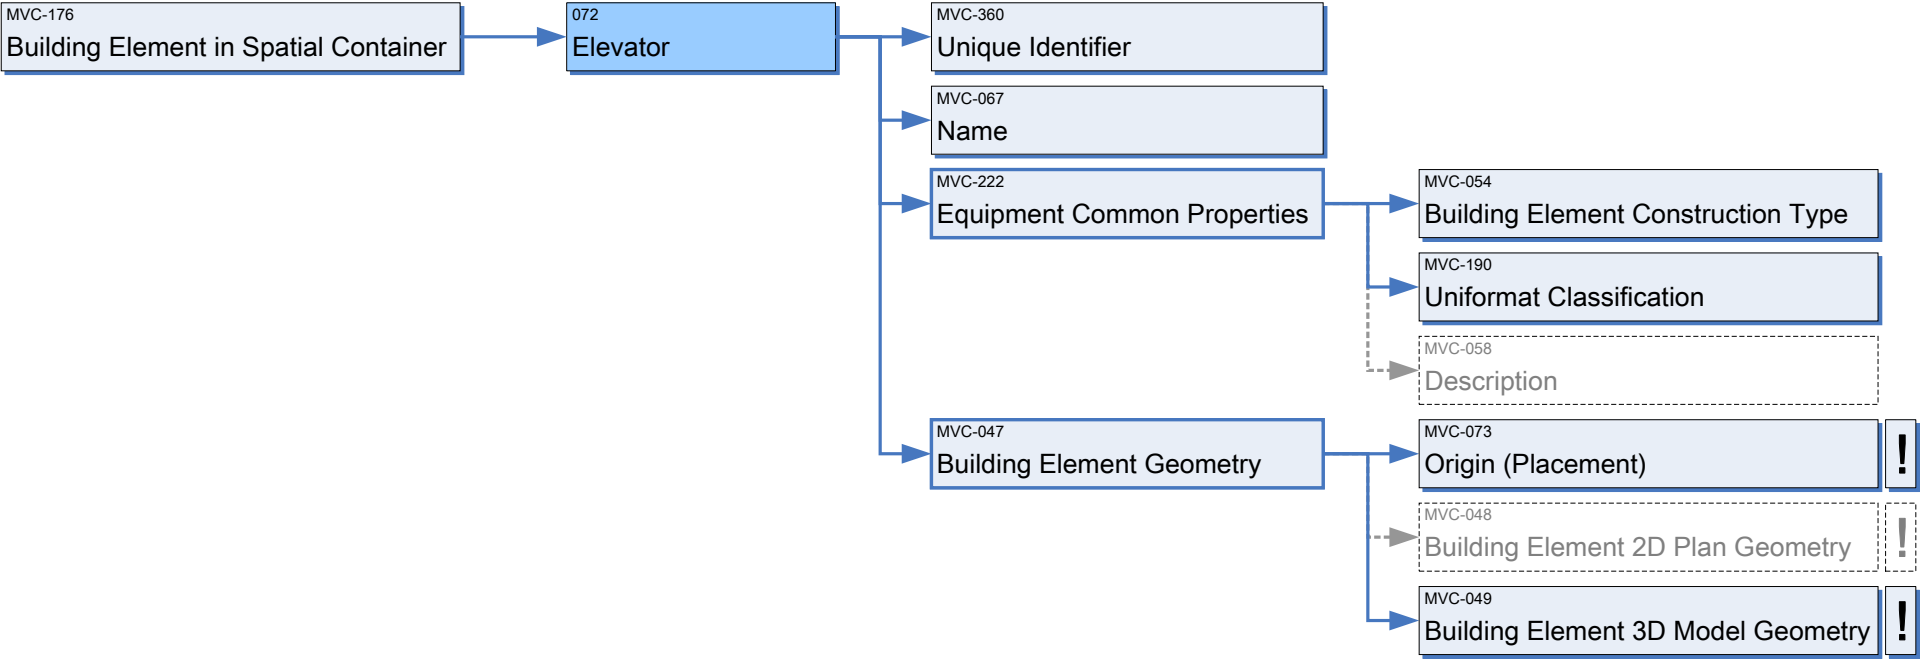 MVC-176
Building Element in Spatial Container
072
Elevator
MVC-360
Unique Identifier
MVC-067
Name
MVC-222
Equipment Common Properties
MVC-054
Building Element Construction Type
MVC-190
Uniformat Classification
MVC-058
Description
MVC-047
Building Element Geometry
MVC-073
Origin (Placement)
!
MVC-048
Building Element 2D Plan Geometry
!
MVC-049
Building Element 3D Model Geometry
!